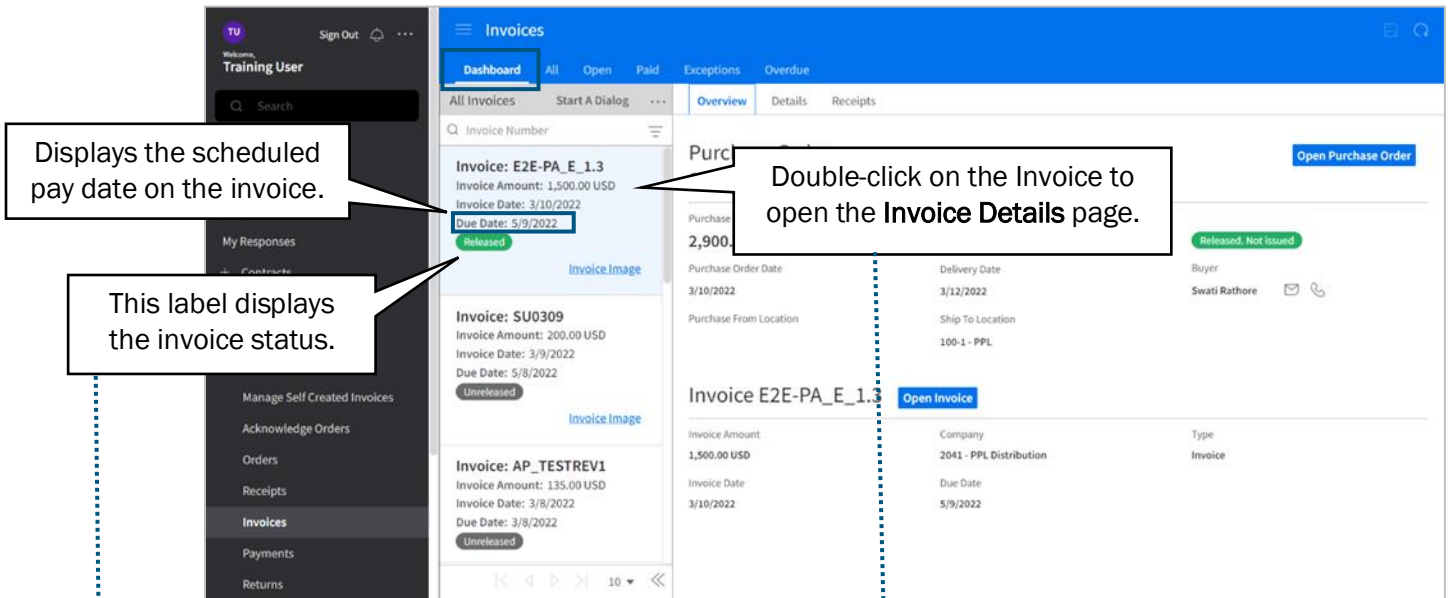 TU
Sign Out
Welcome,
Training User
Search
My Responses
+ Contracts
Manage Self Created Invoices
Acknowledge Orders
Orders
Receipts
Invoices
Payments
Returns
Displays the scheduled
pay date on the invoice.
This label displays
the invoice status.
Invoices
Dashboard All Open Paid Exceptions Overdue
All Invoices Start A Dialog ...
Invoice Number
Invoice: E2E-PA_E_1.3
Invoice Amount: 1,500.00 USD
Invoice Date: 3/10/2022
Due Date: 5/9/2022
Released
Invoice Image
Invoice: SU0309
Invoice Amount: 200.00 USD
Invoice Date: 3/9/2022
Due Date: 5/8/2022
Unreleased
Invoice Image
Invoice: AP_TESTREV1
Invoice Amount: 135.00 USD
Invoice Date: 3/8/2022
Due Date: 3/8/2022
Unreleased
10
Overview Details Receipts
Open Purchase Order
Double-click on the Invoice to
open the Invoice Details page.
Purchase
2,900.
Released, Not issued
Purchase Order Date Delivery Date Buyer
3/10/2022 3/12/2022 Swati Rathore
Purchase From Location Ship To Location
100-1 - PPL
Invoice E2E-PA_E_1.3 Open Invoice
Invoice Amount Company Type
1,500.00 USD 2041 - PPL Distribution Invoice
Invoice Date Due Date
3/10/2022 5/9/2022